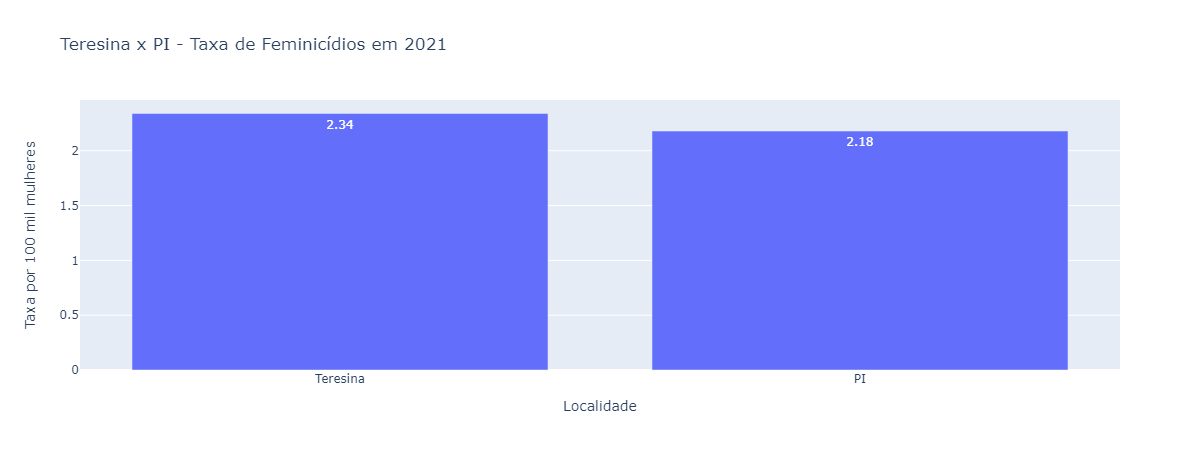 Teresina x PI - Taxa de Feminicídios em 2021
Taxa por 100 mil mulheres
2
1.5
1
0.5
0
2.34
2.18
Teresina
PI
Localidade